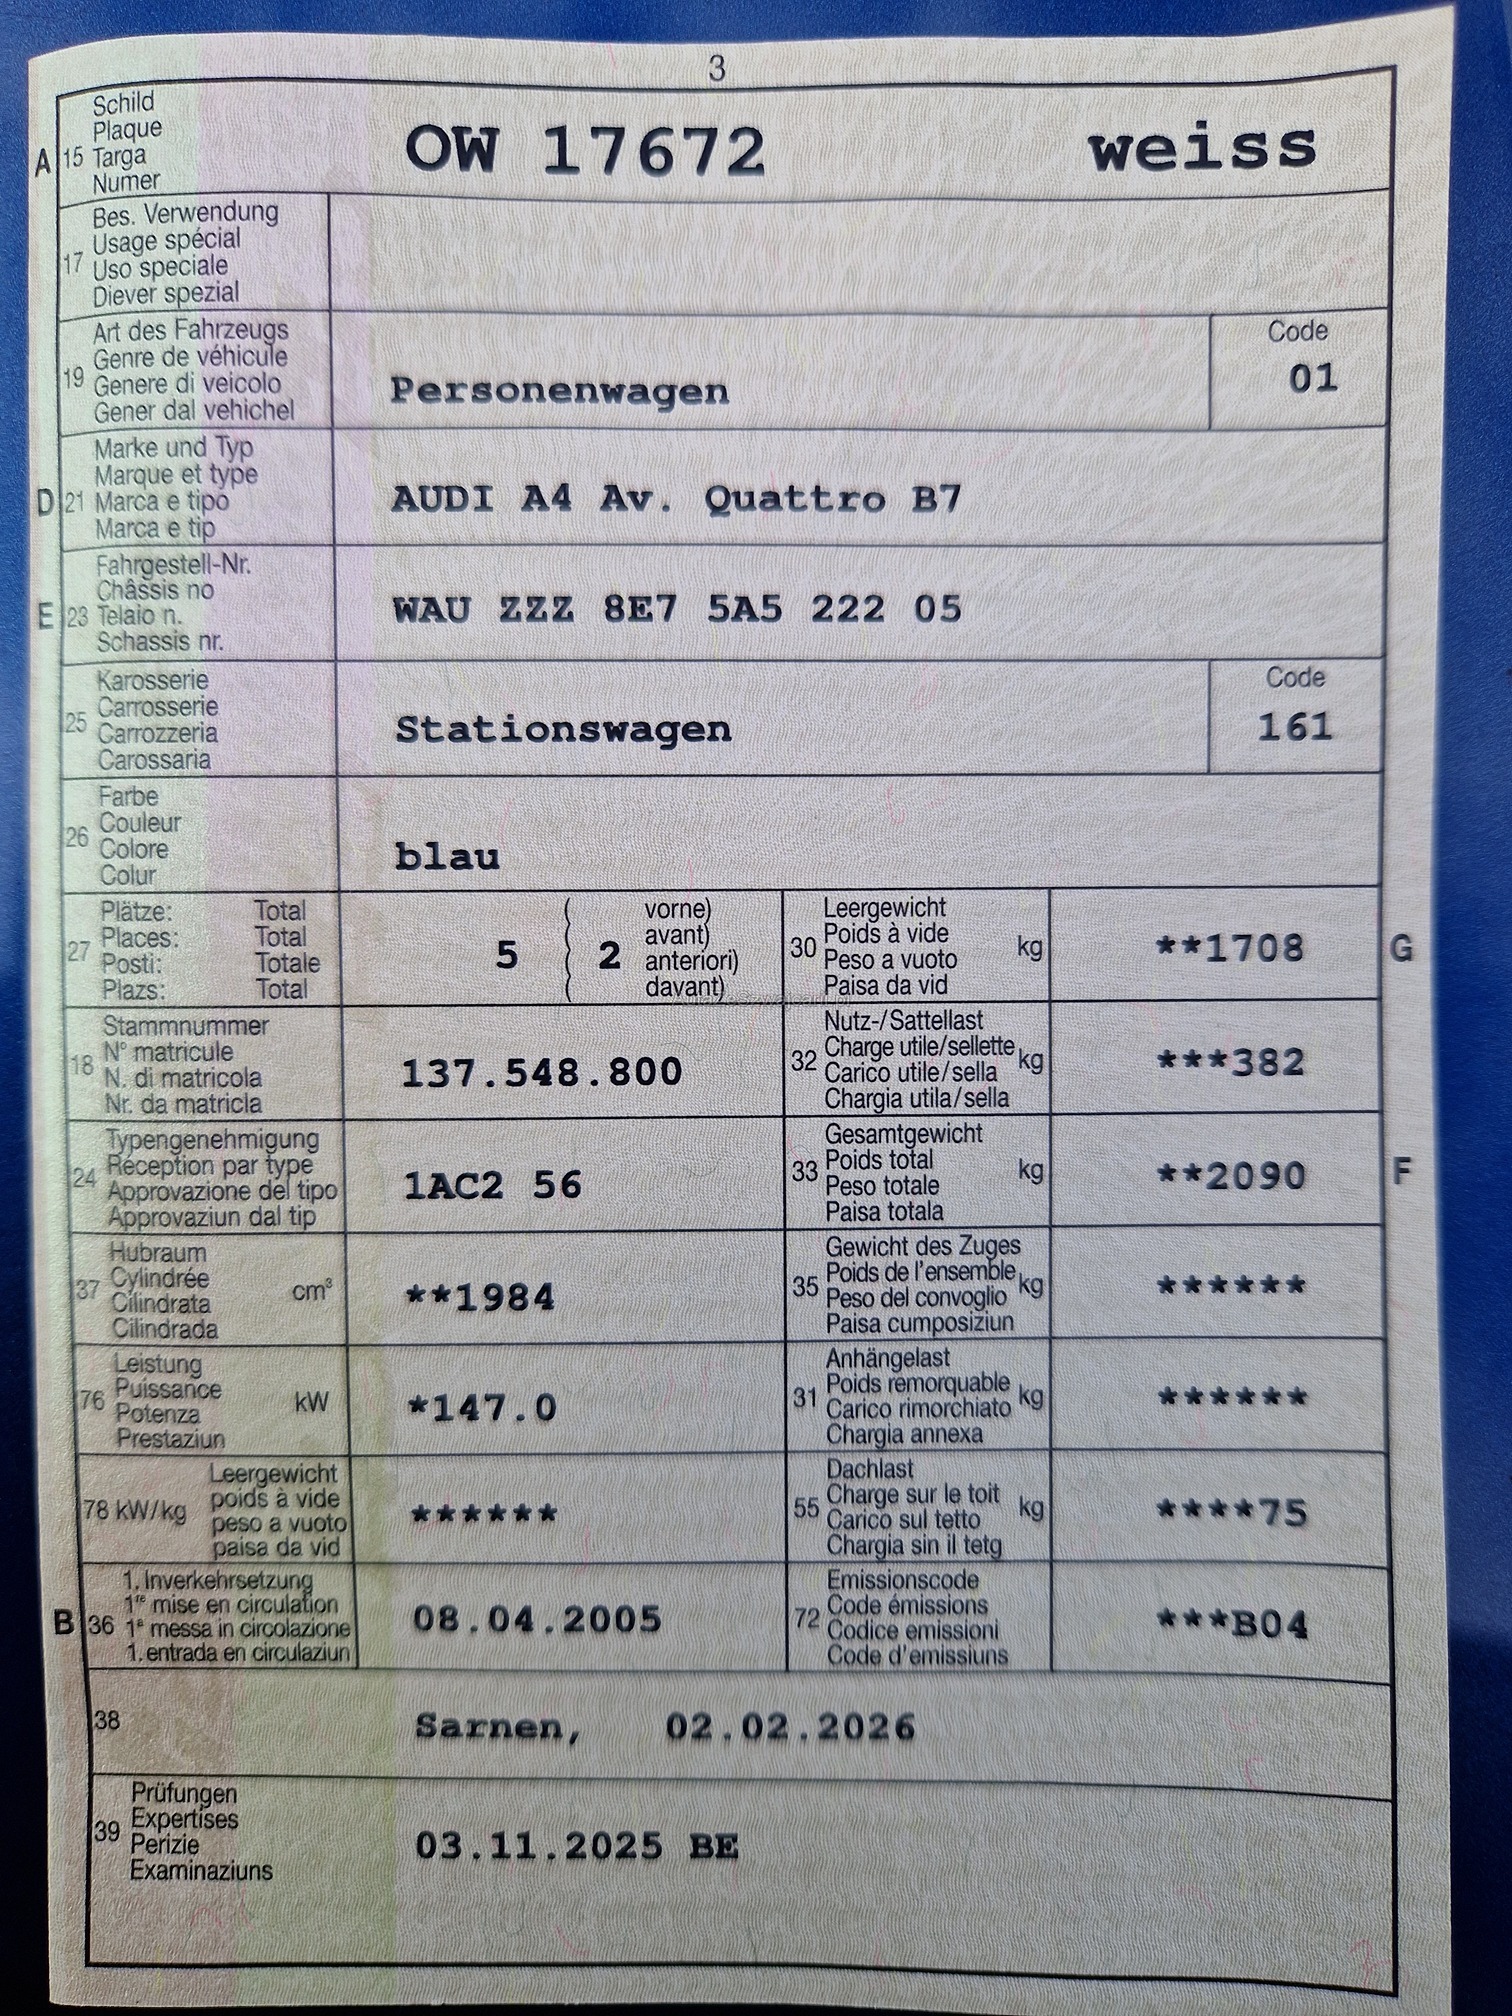 3
A 15 Schild
Plaque
Targa
Numer
OW 17672 weiss
17 Bes. Verwendung
Usage spécial
Uso speciale
Diever spezial
19 Art des Fahrzeugs
Genre de véhicule
Genere di veicolo
Gener dal vehichel
Personenwagen
Code
01
D 21 Marke und Typ
Marque et type
Marca e tipo
Marca e tip
AUDI A4 Av. Quattro B7
E 23 Fahrgestell-Nr.
Châssis no
Telaio n.
Schassis nr.
WAU ZZZ 8E7 5A5 222 05
25 Karosserie
Carrosserie
Carrozzeria
Carossaria
Stationswagen
Code
161
26 Farbe
Couleur
Colore
Colur
blau
27 Plätze: Total
Places: Total
Posti: Totale
Plazs: Total
5 ( 2 vorne)
avant)
anteriori)
davant)
30 Leergewicht
Poids à vide
Peso a vuoto
Paisa da vid
kg
**1708
G
18 Stammnummer
N° matricule
N. di matricola
Nr. da matricla
137.548.800
32 Nutz-/Sattellast
Charge utile/sellette
Carico utile/sella
Chargia utila/sella
kg
***382
24 Typengenehmigung
Réception par type
Approvazione del tipo
Approvaziun dal tip
1AC2 56
33 Gesamtgewicht
Poids total
Peso totale
Paisa totala
kg
**2090
F
37 Hubraum
Cylindrée
Cilindrata
Cilindrada
cm³
**1984
35 Gewicht des Zuges
Poids de l'ensemble
Peso del convoglio
Paisa cumposiziun
kg
******
76 Leistung
Puissance
Potenza
Prestaziun
kW
*147.0
31 Anhängelast
Poids remorquable
Carico rimorchiato
Chargia annexa
kg
******
78 kW/kg
Leergewicht
poids à vide
peso a vuoto
paisa da vid
******
55 Dachlast
Charge sur le toit
Carico sul tetto
Chargia sin il tetg
kg
****75
B 36 1. Inverkehrsetzung
1re mise en circulation
1a messa in circolazione
1. entrada en circulaziun
08.04.2005
72 Emissionscode
Code émissions
Codice emissioni
Code d'emissiuns
***B04
38 Sarnen, 02.02.2026
39 Prüfungen
Expertises
Perizie
Examinaziuns
03.11.2025 BE